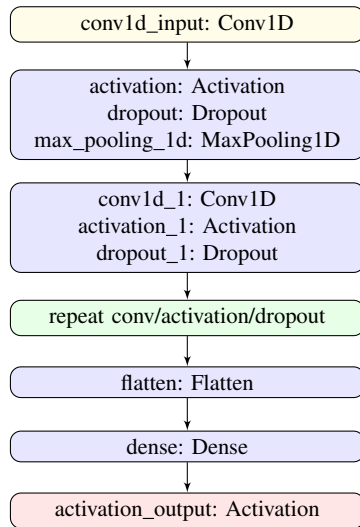 conv1d_input: Conv1D
activation: Activation
dropout: Dropout
max_pooling_1d: MaxPooling1D
conv1d_1: Conv1D
activation_1: Activation
dropout_1: Dropout
repeat conv/activation/dropout
flatten: Flatten
dense: Dense
activation_output: Activation